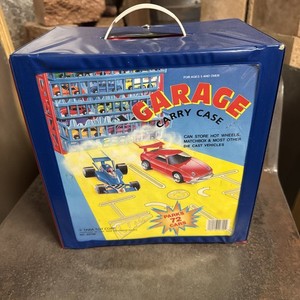 FOR AGES 3 AND OVER
GARAGE
CARRY CASE
CAN STORE HOT WHEELS,
MATCHBOX & MOST OTHER
DIE CAST VEHICLES
PARKS
72
CARS